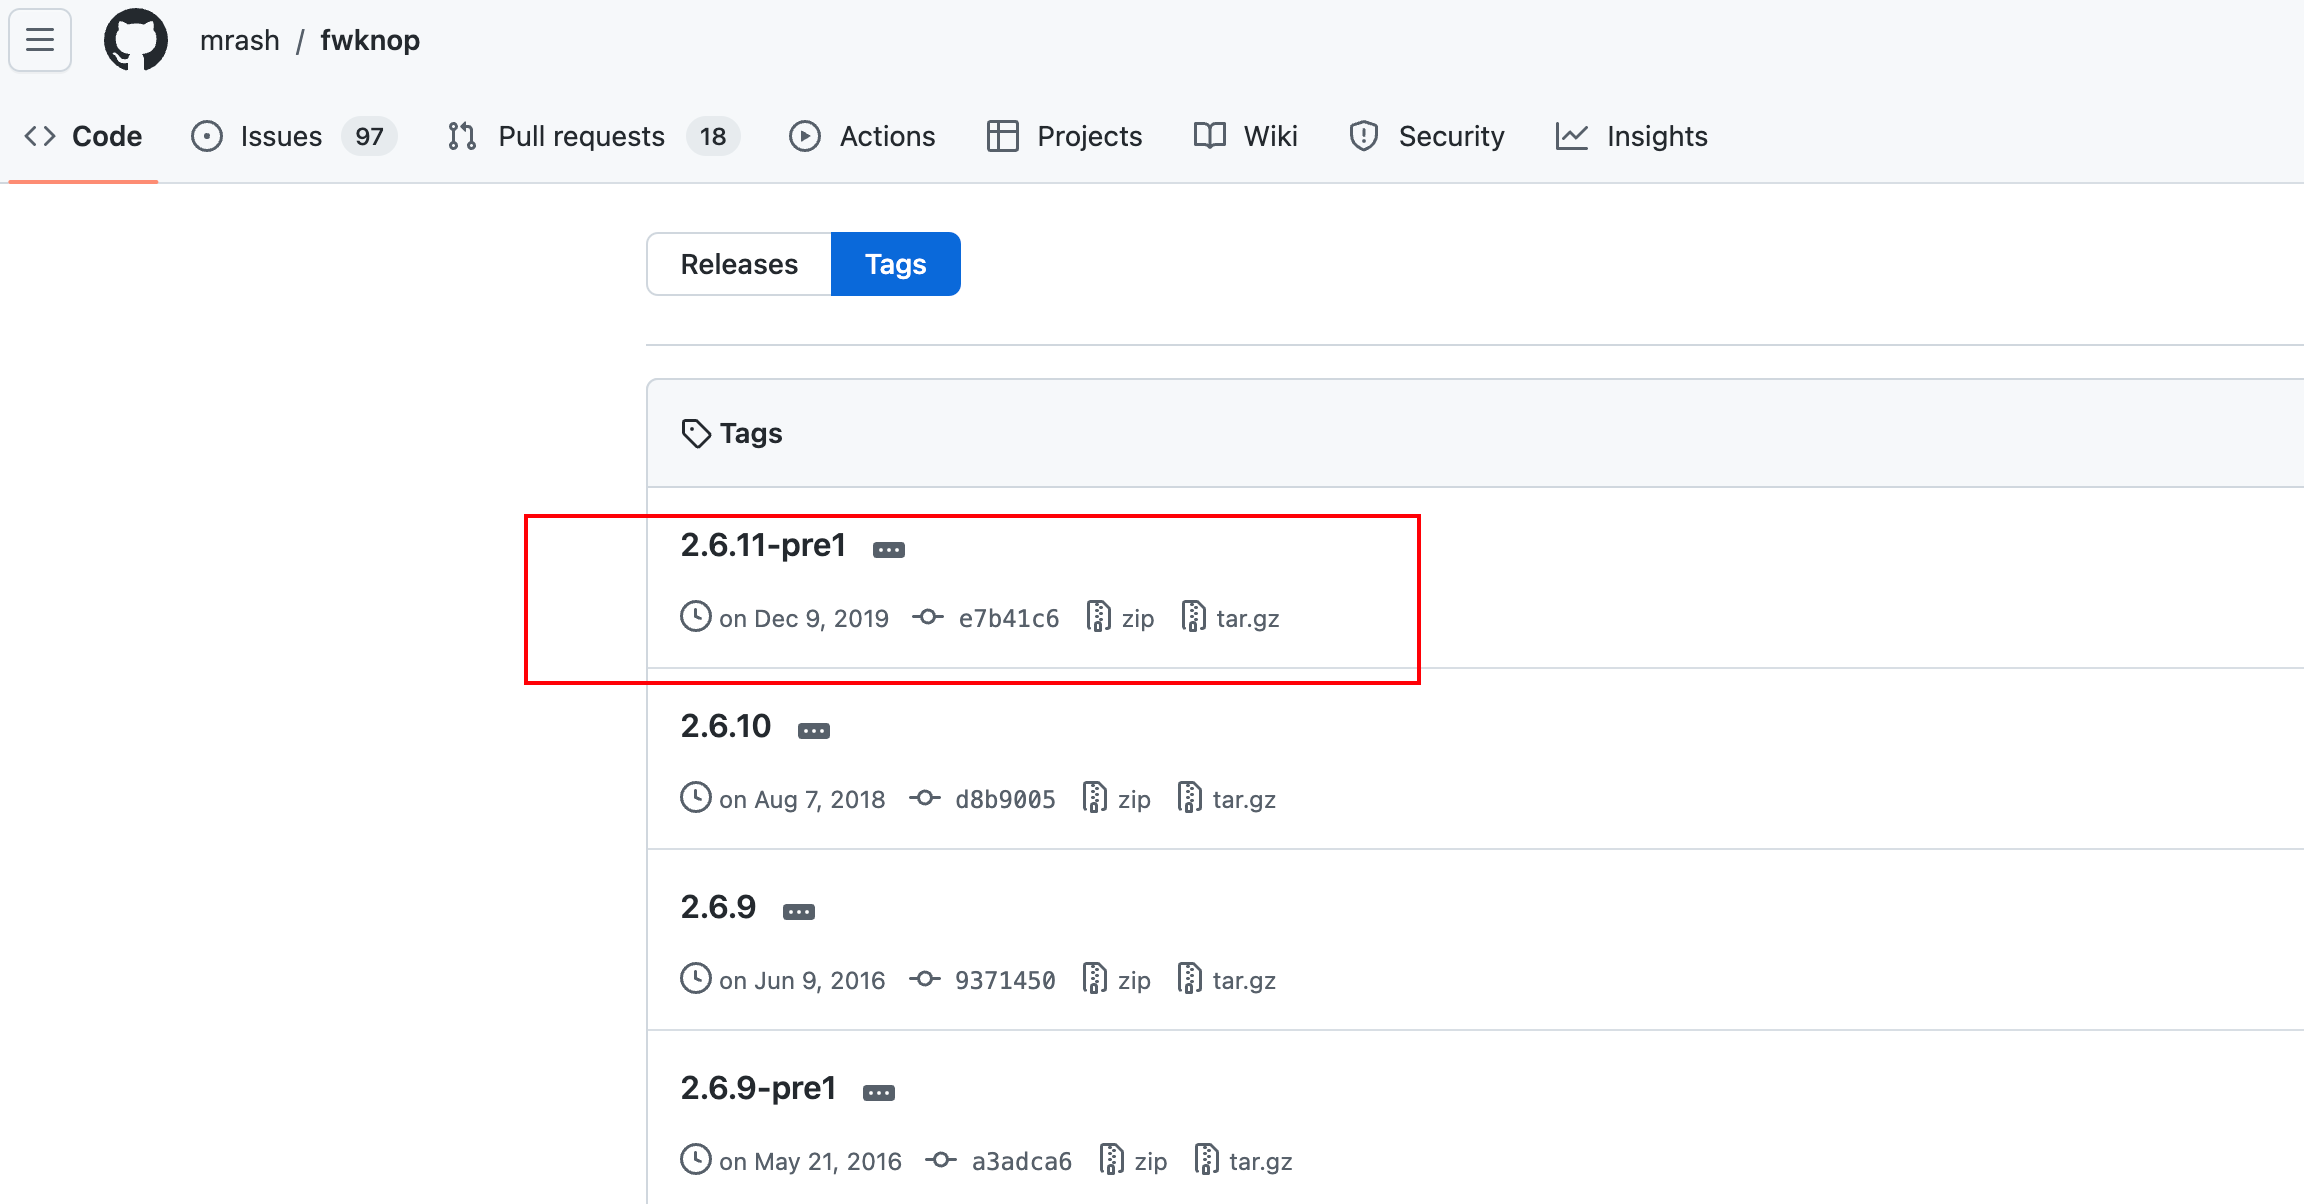 mrash / fwknop
Code Issues 97 Pull requests 18 Actions Projects Wiki Security Insights
Releases Tags
Tags
2.6.11-pre1
on Dec 9, 2019 e7b41c6 zip tar.gz
2.6.10
on Aug 7, 2018 d8b9005 zip tar.gz
2.6.9
on Jun 9, 2016 9371450 zip tar.gz
2.6.9-pre1
on May 21, 2016 a3adca6 zip tar.gz